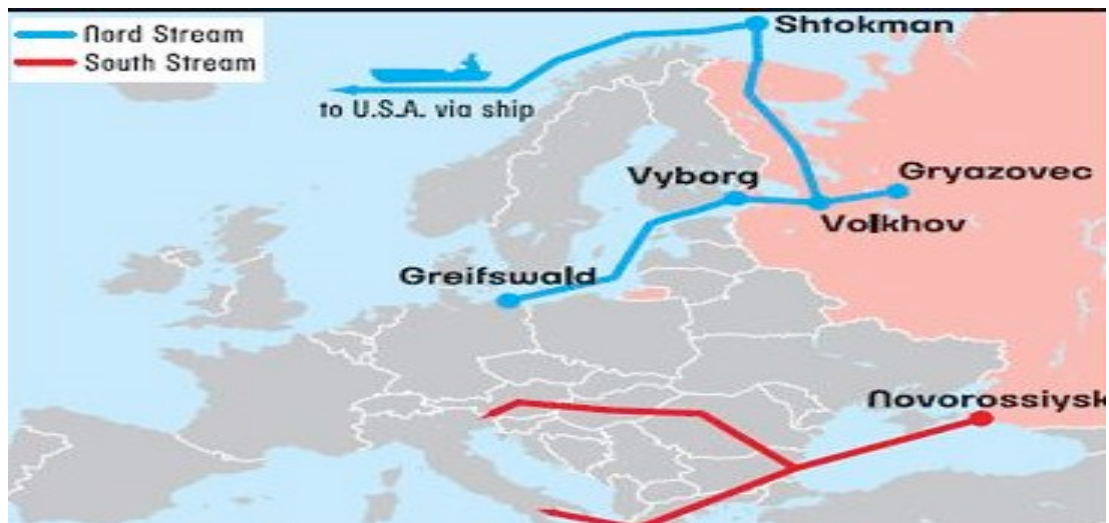 Nord Stream
South Stream
Shtokman
to U.S.A. via ship
Vyborg
Gryazovec
Volkhov
Greifswald
Novorossiysk